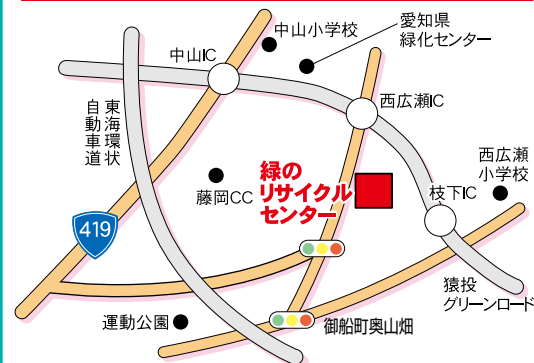 中山小学校
愛知県
緑化センター
中山IC
西広瀬IC
東海環状
自動車道
西広瀬
小学校
緑の
リサイクル
センター
藤岡CC
枝下IC
419
猿投
グリーンロード
運動公園
御船町奥山畑